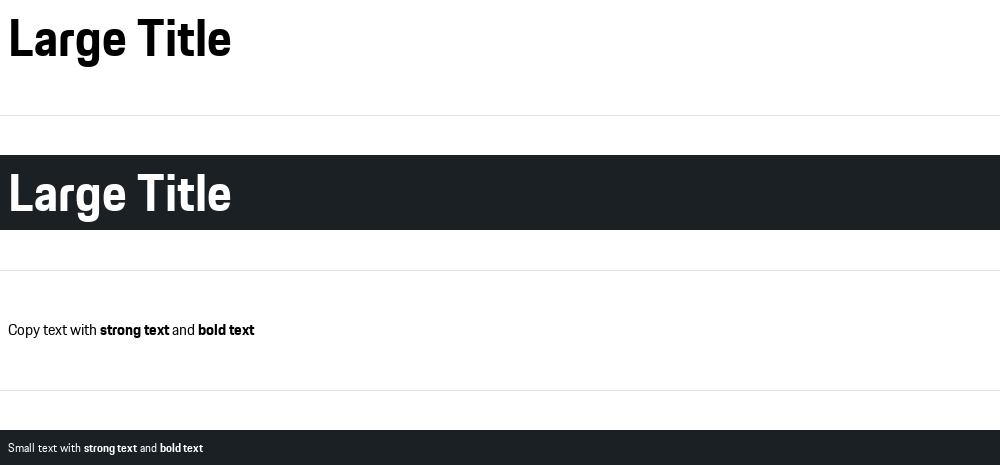 Large Title
Large Title
Copy text with strong text and bold text
Small text with strong text and bold text